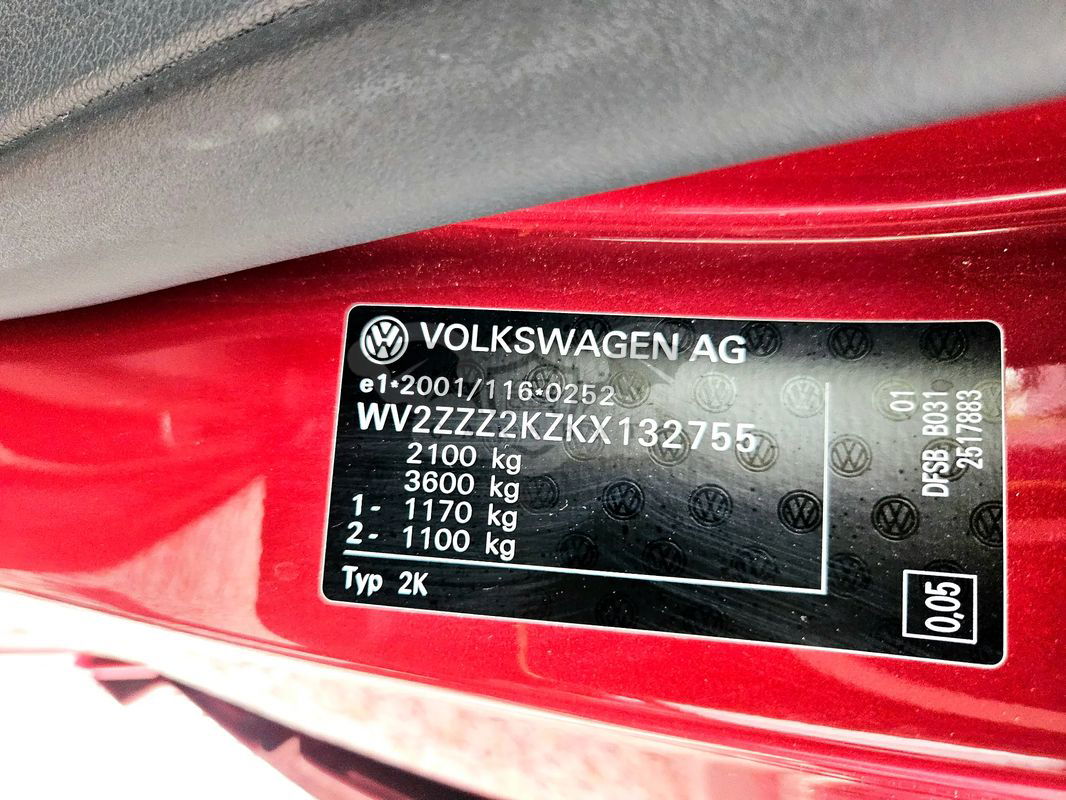 VOLKSWAGEN AG
e1*2001/116*0252
WV2ZZZ2KZKX132755
2100 kg
3600 kg
1- 1170 kg
2- 1100 kg
Typ 2K
01
DFSB B031
2517883
0,05